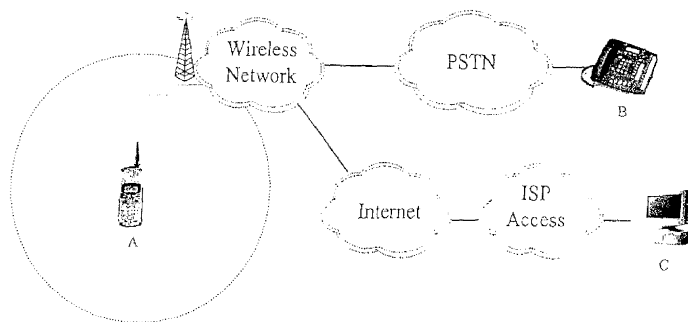 Wireless
Network
PSTN
B
A
Internet
ISP
Access
C